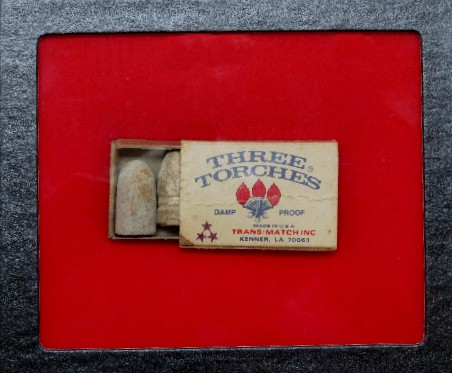 THREE®
TORCHES
DAMP PROOF
MADE IN U.S.A.
TRANS/MATCH INC
KENNER, LA. 70063